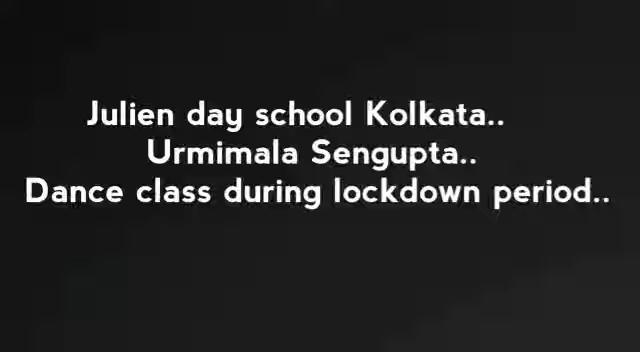 Julien day school Kolkata..
Urmimala Sengupta..
Dance class during lockdown period..